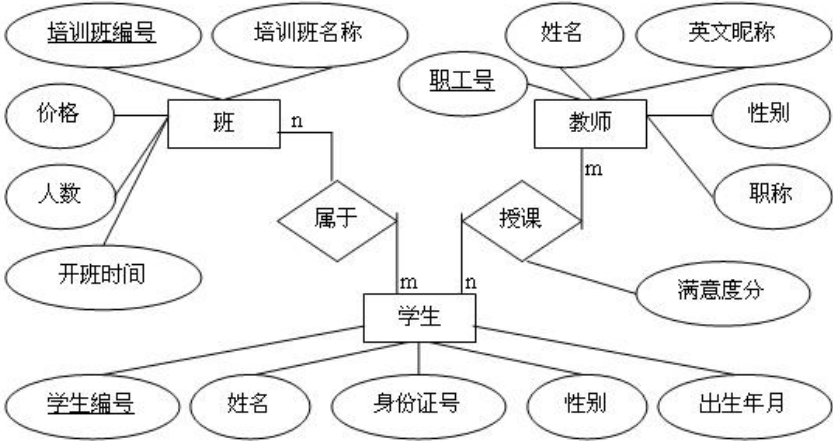 培训班编号
培训班名称
姓名
英文昵称
职工号
价格
班
n
教师
性别
m
人数
属于
授课
职称
开班时间
m
n
满意度分
学生
学生编号
姓名
身份证号
性别
出生年月